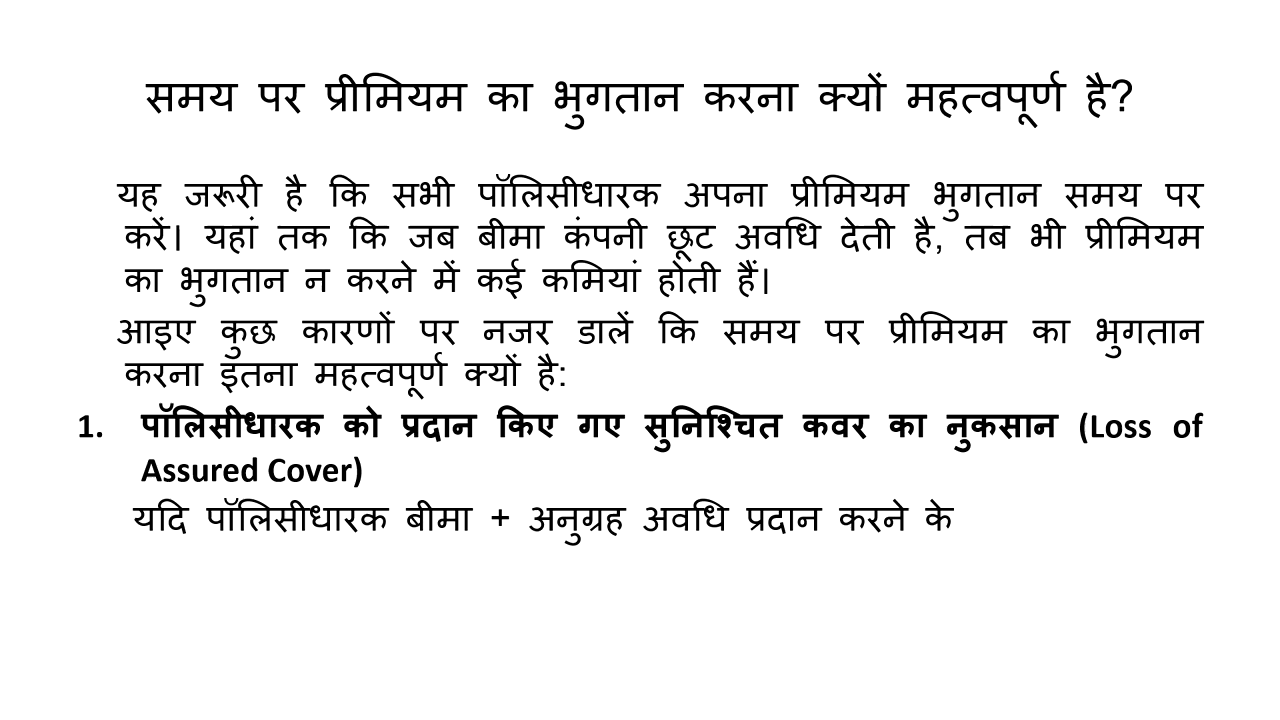 समय पर प्रीमियम का भुगतान करना क्यों महत्वपूर्ण है?
यह जरूरी है कि सभी पॉलिसीधारक अपना प्रीमियम भुगतान समय पर
करें। यहां तक कि जब बीमा कंपनी छूट अवधि देती है, तब भी प्रीमियम
का भुगतान न करने में कई कमियां होती हैं।
आइए कुछ कारणों पर नजर डालें कि समय पर प्रीमियम का भुगतान
करना इतना महत्वपूर्ण क्यों है:
1. पॉलिसीधारक को प्रदान किए गए सुनिश्चित कवर का नुकसान (Loss of
Assured Cover)
यदि पॉलिसीधारक बीमा + अनुग्रह अवधि प्रदान करने के